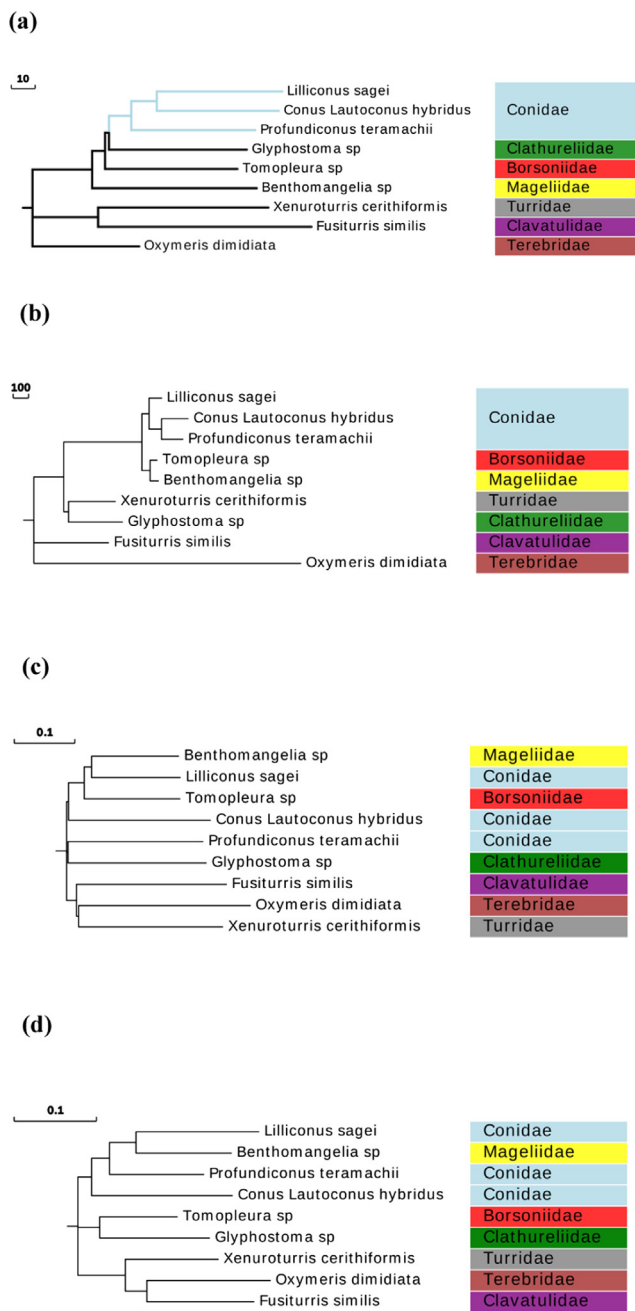 (a)
10
Lilliconus sagei
Conus Lautoconus hybridus Conidae
Profundiconus teramachii
Glyphostoma sp Clathureliidae
Tomopleura sp Borsoniidae
Benthomangelia sp Mageliidae
Xenuroturris cerithiformis Turridae
Fusiturris similis Clavatulidae
Oxymeris dimidiata Terebridae
(b)
100
Lilliconus sagei
Conus Lautoconus hybridus Conidae
Profundiconus teramachii
Tomopleura sp Borsoniidae
Benthomangelia sp Mageliidae
Xenuroturris cerithiformis Turridae
Glyphostoma sp Clathureliidae
Fusiturris similis Clavatulidae
Oxymeris dimidiata Terebridae
(c)
0.1
Benthomangelia sp Mageliidae
Lilliconus sagei Conidae
Tomopleura sp Borsoniidae
Conus Lautoconus hybridus Conidae
Profundiconus teramachii Conidae
Glyphostoma sp Clathureliidae
Fusiturris similis Clavatulidae
Oxymeris dimidiata Terebridae
Xenuroturris cerithiformis Turridae
(d)
0.1
Lilliconus sagei Conidae
Benthomangelia sp Mageliidae
Profundiconus teramachii Conidae
Conus Lautoconus hybridus Conidae
Tomopleura sp Borsoniidae
Glyphostoma sp Clathureliidae
Xenuroturris cerithiformis Turridae
Oxymeris dimidiata Terebridae
Fusiturris similis Clavatulidae